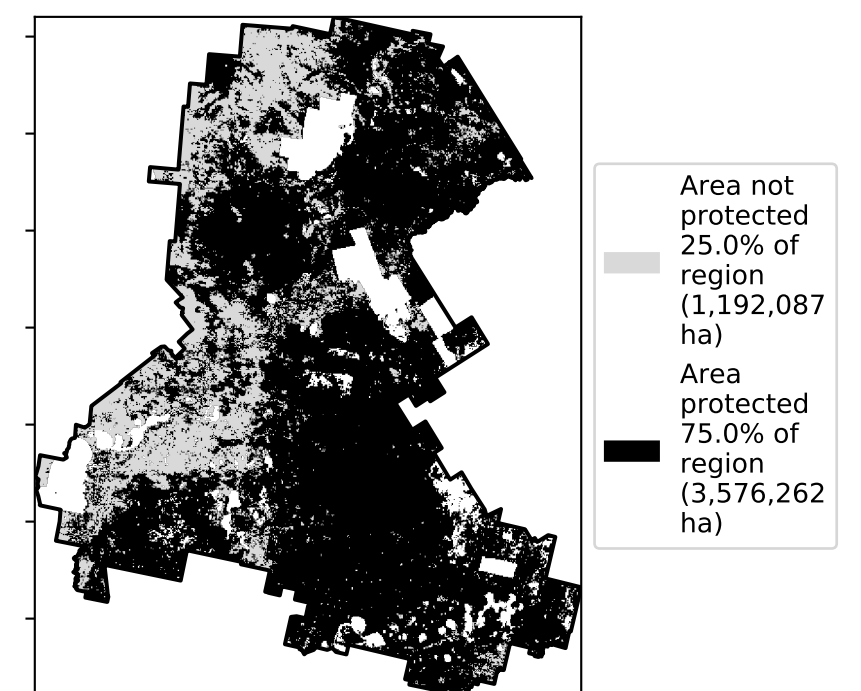 Area not
protected
25.0% of
region
(1,192,087
ha)
Area
protected
75.0% of
region
(3,576,262
ha)